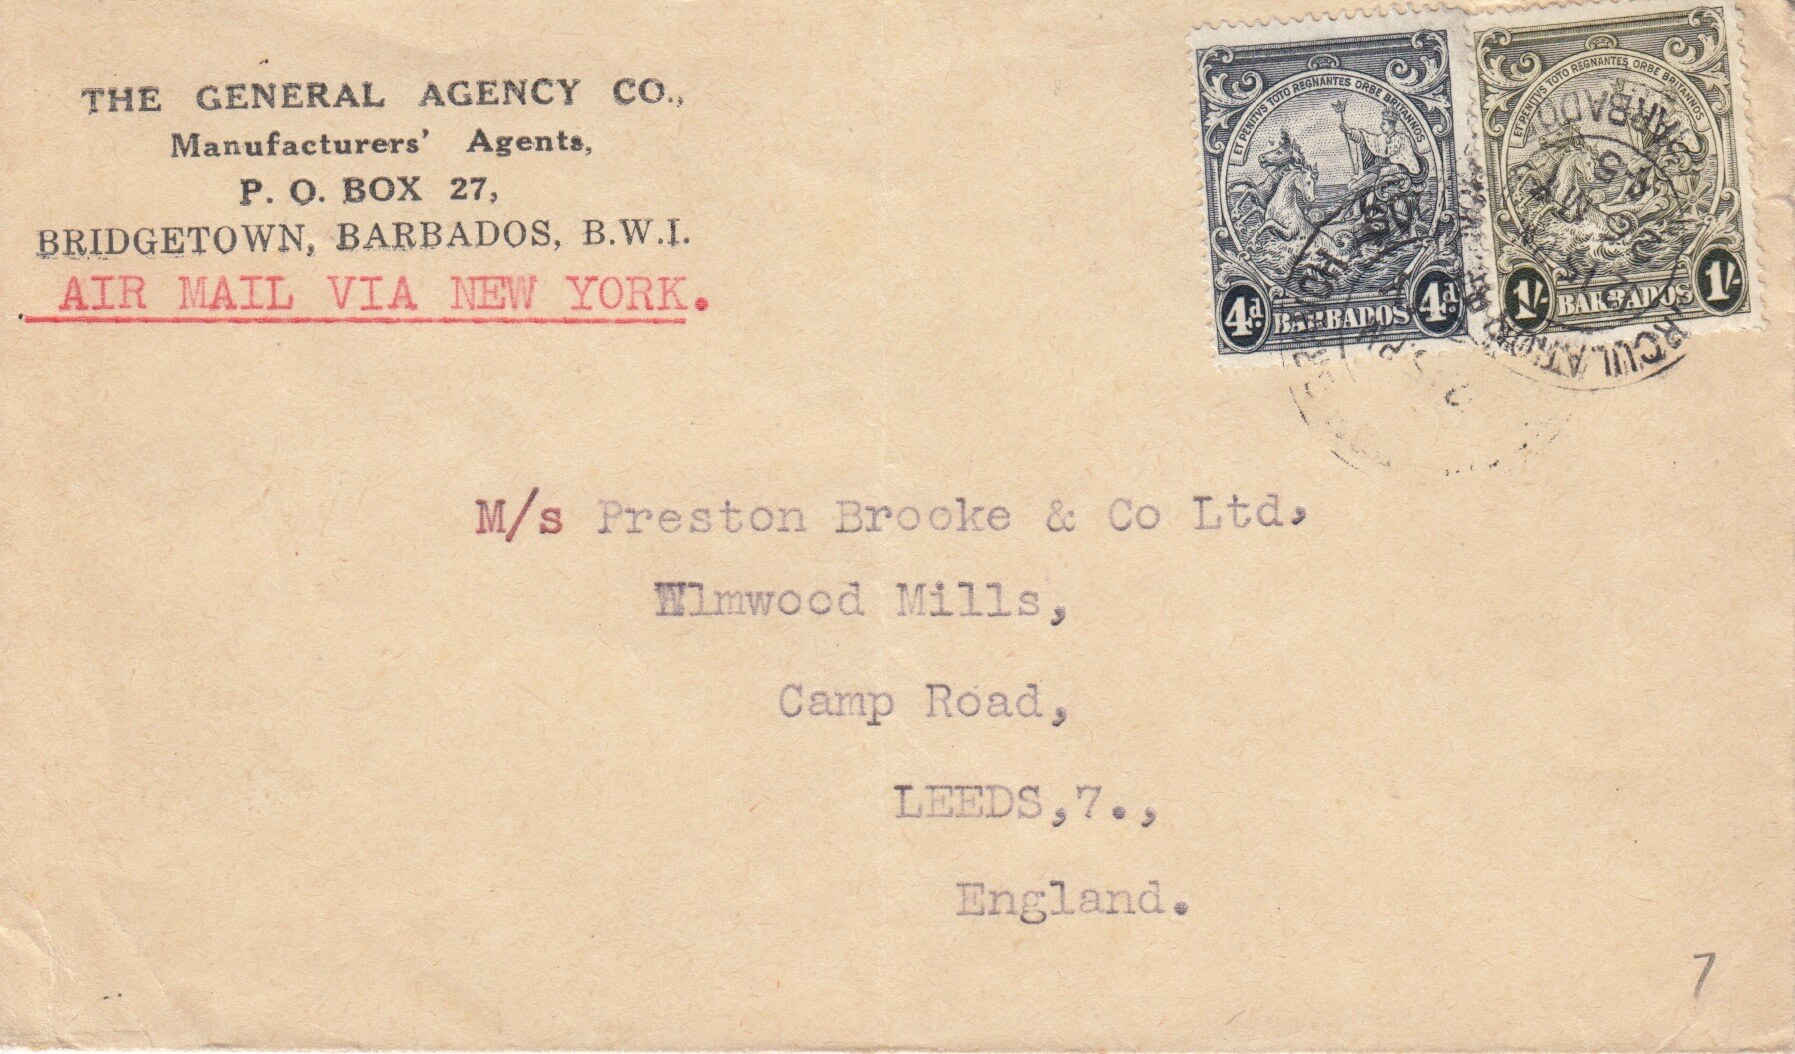 THE GENERAL AGENCY CO.,
Manufacturers' Agents,
P. O. BOX 27,
BRIDGETOWN, BARBADOS, B.W.I.
AIR MAIL VIA NEW YORK.
ET PENITVS TOTO REGNANTES ORBE BRITANNOS
4d. BARBADOS 4d.
ET PENITVS TOTO REGNANTES ORBE BRITANNOS
1/- BARBADOS 1/-
M/s Preston Brooke & Co Ltd,
Wlmwood Mills,
Camp Road,
LEEDS,7.,
England.
7